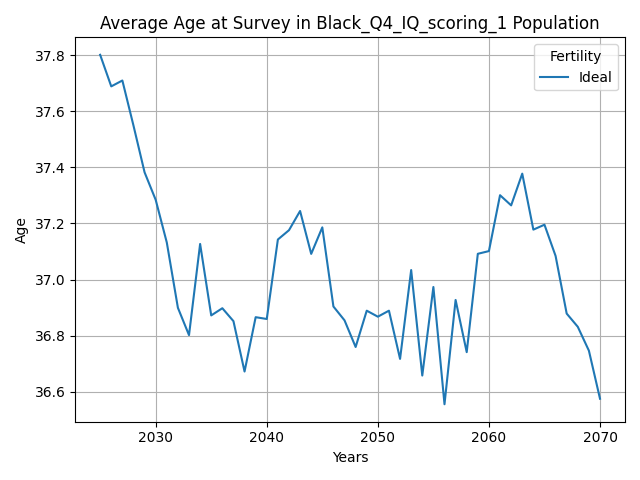 Average Age at Survey in Black_Q4_IQ_scoring_1 Population
Fertility
Ideal
37.8
37.6
37.4
37.2
37.0
36.8
36.6
Age
2030 2040 2050 2060 2070
Years